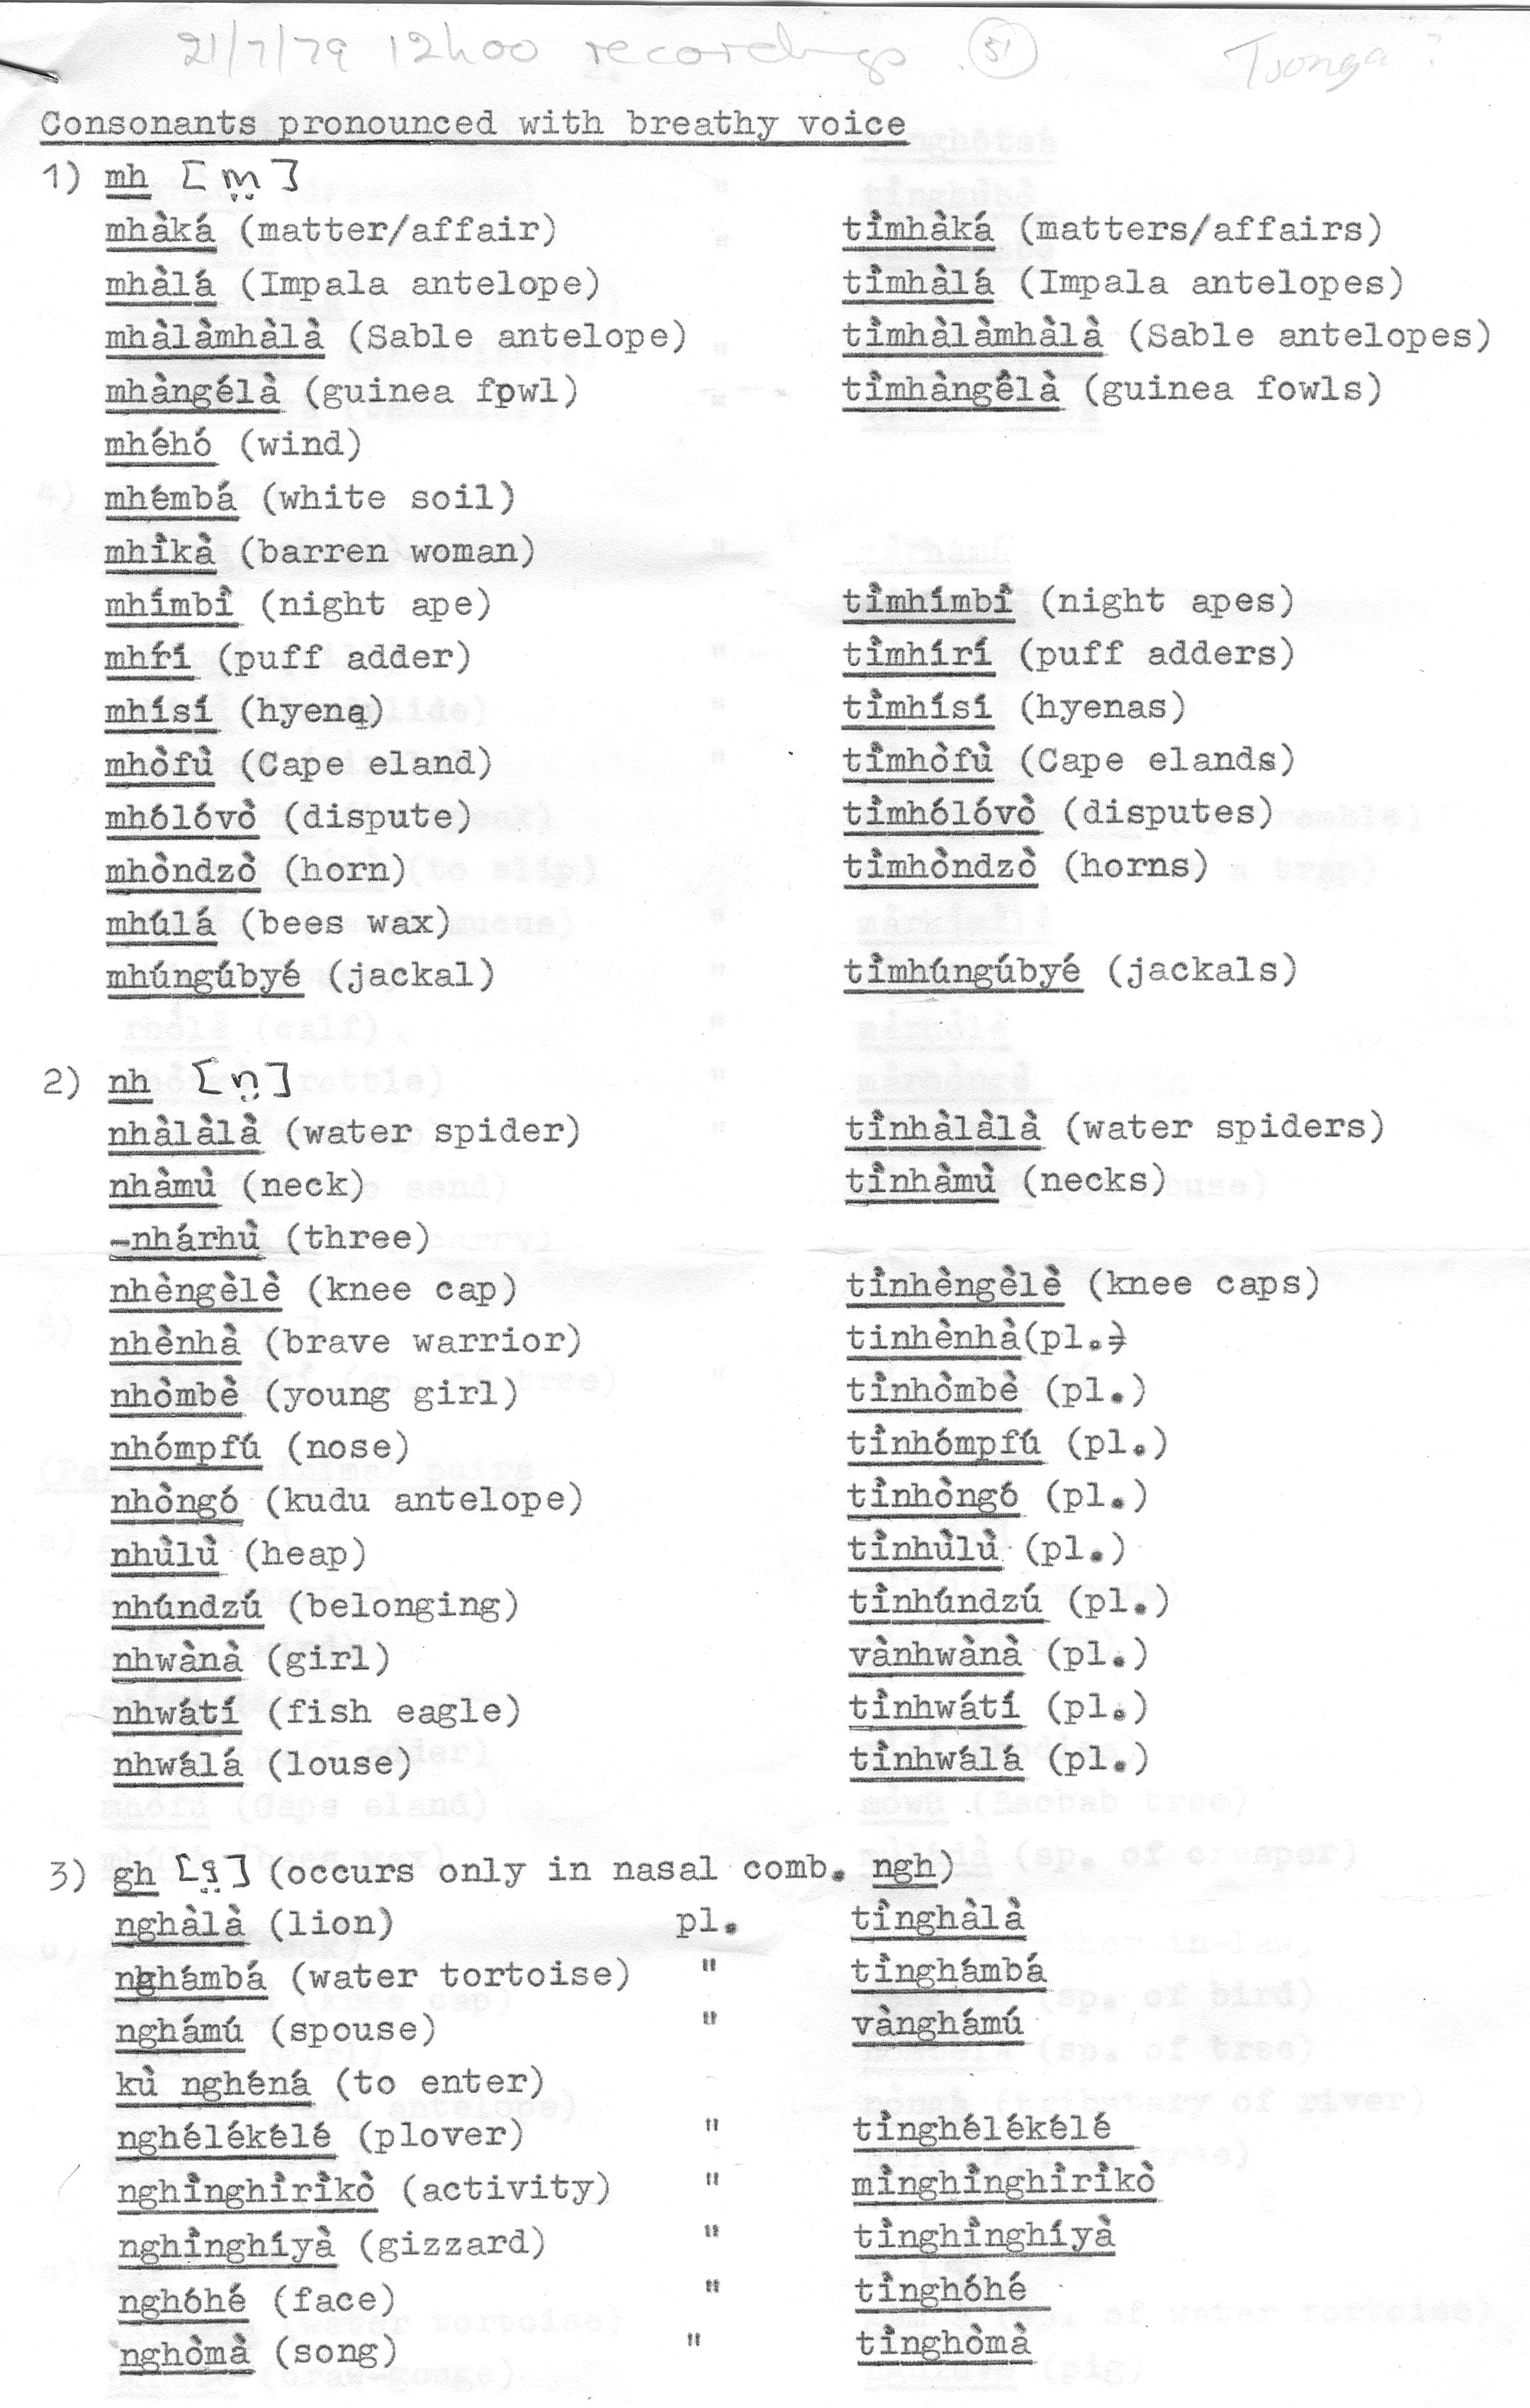 21/7/79 12h00 recordings 51 Tsonga?
Consonants pronounced with breathy voice
1) mh [m̤]
mhàká (matter/affair) tìmhàká (matters/affairs)
mhàlá (Impala antelope) tìmhàlá (Impala antelopes)
mhàlàmhàlà (Sable antelope) tìmhàlàmhàlà (Sable antelopes)
mhàngélà (guinea fowl) tìmhàngélà (guinea fowls)
mhéhó (wind)
mhémbá (white soil)
mhìkà (barren woman)
mhímbì (night ape) tìmhímbì (night apes)
mhírí (puff adder) tìmhírí (puff adders)
mhísí (hyena) tìmhísí (hyenas)
mhòfù (Cape eland) tìmhòfù (Cape elands)
mhólóvò (dispute) tìmhólóvò (disputes)
mhòndzò (horn) tìmhòndzò (horns)
mhúlá (bees wax)
mhúngúbyé (jackal) tìmhúngúbyé (jackals)
2) nh [n̤]
nhàlàlà (water spider) tìnhàlàlà (water spiders)
nhàmù (neck) tìnhàmù (necks)
-nhárhù (three)
nhèngèlè (knee cap) tìnhèngèlè (knee caps)
nhènhà (brave warrior) tinhènhà(pl.)
nhòmbè (young girl) tìnhòmbè (pl.)
nhómpfú (nose) tìnhómpfú (pl.)
nhòngó (kudu antelope) tìnhòngó (pl.)
nhùlù (heap) tìnhùlù (pl.)
nhúndzú (belonging) tìnhúndzú (pl.)
nhwànà (girl) vànhwànà (pl.)
nhwátí (fish eagle) tìnhwátí (pl.)
nhwálá (louse) tìnhwálá (pl.)
3) gh [g̤] (occurs only in nasal comb. ngh)
nghàlà (lion) pl. tìnghàlà
nghámbá (water tortoise) " tìnghámbá
nghámú (spouse) " vànghámú
kù nghéná (to enter)
nghélékélé (plover) " tìnghélékélé
nghìnghìrìkò (activity) " mìnghìnghìrìkò
nghìnghíyà (gizzard) " tìnghìnghíyà
nghóhé (face) " tìnghóhé
nghòmà (song) " tìnghòmà